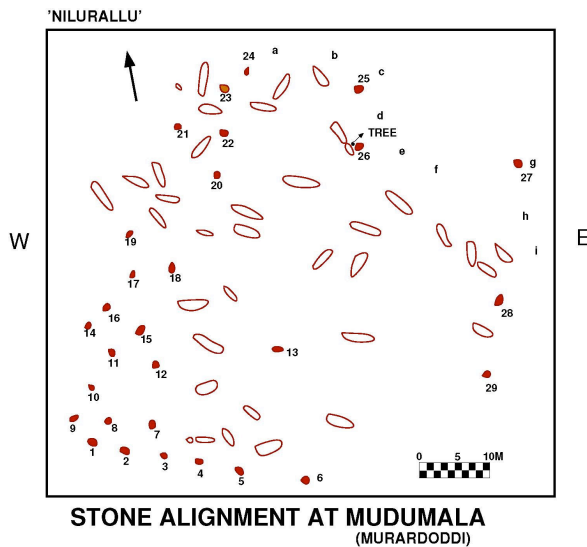 'NILURALLU'
24 a b
25 c
23
d
TREE
21 22
26 e
g
27
20 f
h
19
W E
i
17 18
16
28
14 15
11 13
12
29
10
9 8 7
1 2 3 4 5 6
0 5 10M
STONE ALIGNMENT AT MUDUMALA
(MURARDODDI)